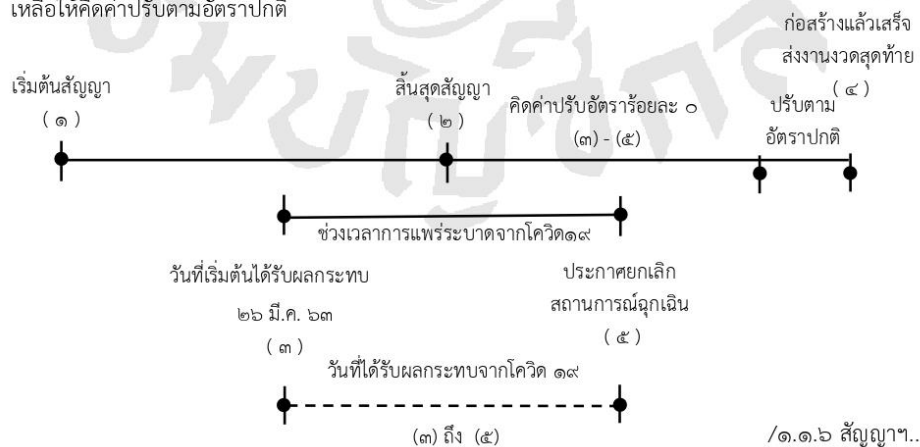 เหลือให้คิดค่าปรับตามอัตราปกติ
ก่อสร้างแล้วเสร็จ
ส่งงานงวดสุดท้าย
( ๔ )
เริ่มต้นสัญญา
( ๑ )
สิ้นสุดสัญญา
( ๒ )
คิดค่าปรับอัตราร้อยละ ๐
(๓) - (๕)
ปรับตาม
อัตราปกติ
ช่วงเวลาการแพร่ระบาดจากโควิด๑๙
วันที่เริ่มต้นได้รับผลกระทบ
๒๖ มี.ค. ๖๓
( ๓ )
ประกาศยกเลิก
สถานการณ์ฉุกเฉิน
( ๕ )
วันที่ได้รับผลกระทบจากโควิด ๑๙
(๓) ถึง (๕)
/๑.๑.๖ สัญญาฯ..